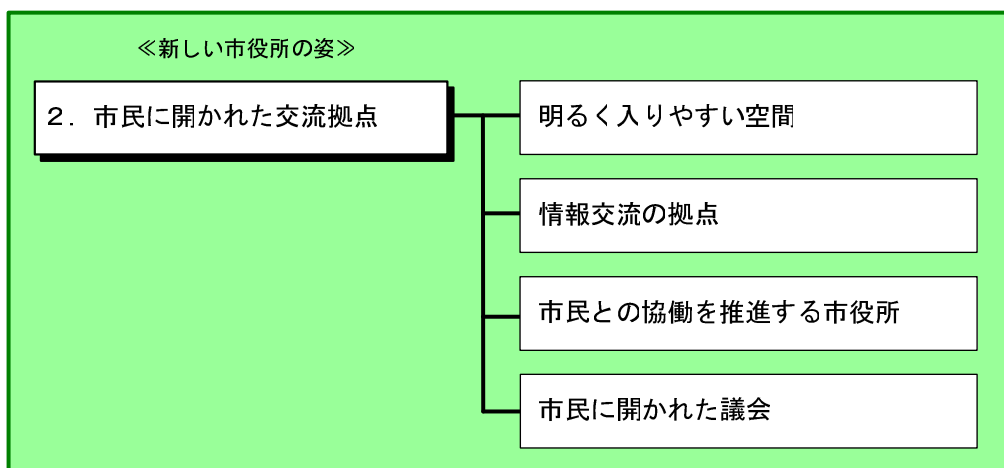 ≪新しい市役所の姿≫
２．市民に開かれた交流拠点
明るく入りやすい空間
情報交流の拠点
市民との協働を推進する市役所
市民に開かれた議会